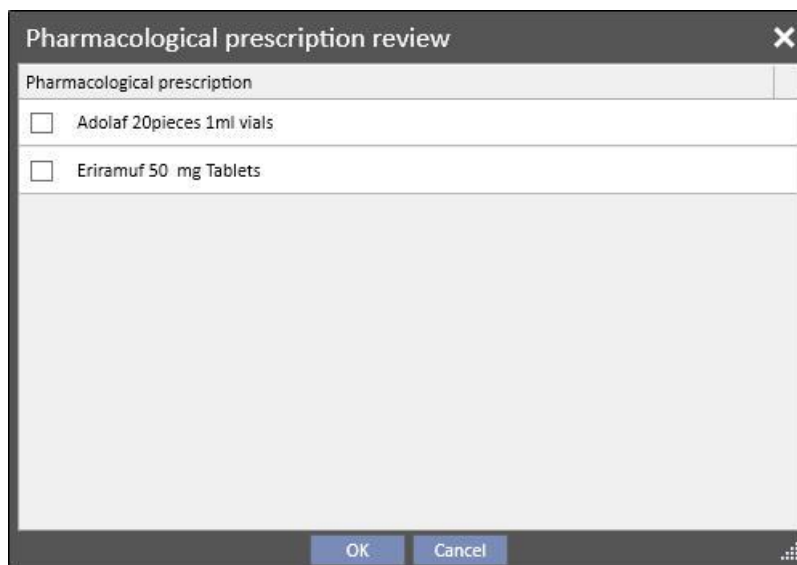 Pharmacological prescription review
Pharmacological prescription
Adolaf 20pieces 1ml vials
Eriramuf 50  mg Tablets
OK Cancel